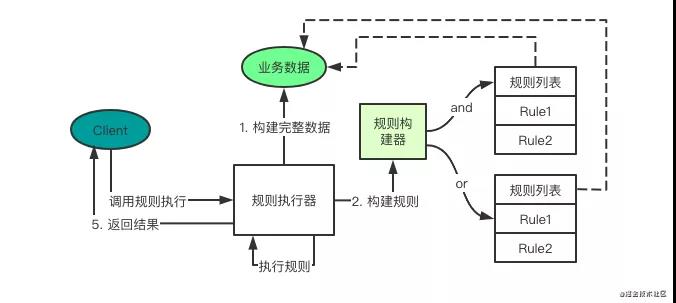 业务数据
规则列表
Rule1
Rule2
and
1. 构建完整数据
规则构
建器
Client
or
调用规则执行
规则执行器
2. 构建规则
规则列表
Rule1
Rule2
5. 返回结果
执行规则
@掘金技术社区